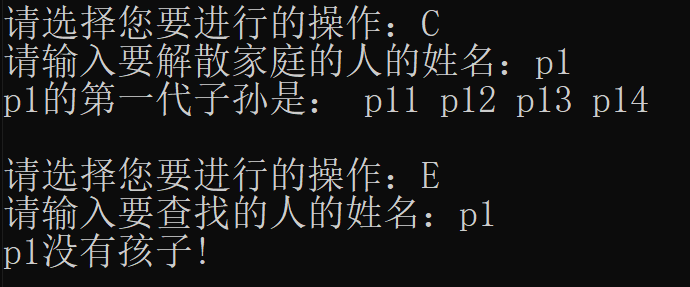 请选择您要进行的操作：C
请输入要解散家庭的人的姓名：p1
p1的第一代子孙是： p11 p12 p13 p14
请选择您要进行的操作：E
请输入要查找的人的姓名：p1
p1没有孩子!